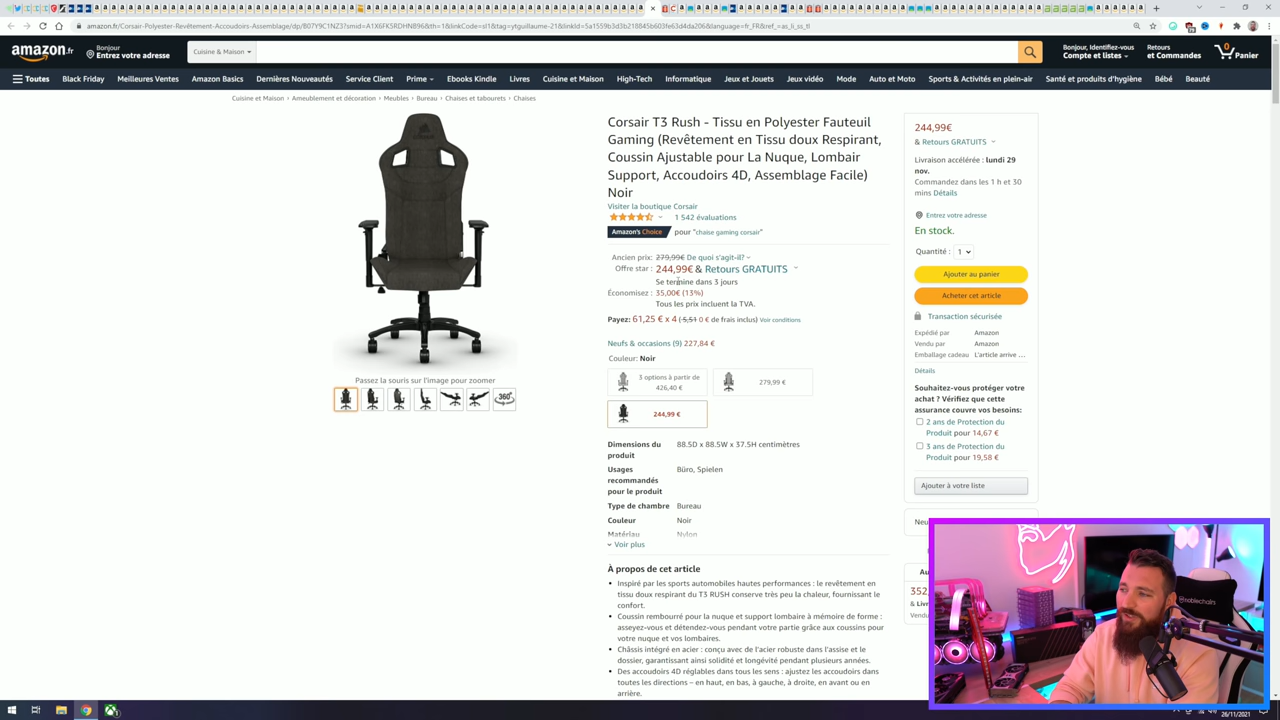 amazon.fr/Corsair-Polyester-Revêtement-Accoudoirs-Assemblage/dp/B07Y9C1NZ3?smid=A1X6FK5RDHNB96&th=1&linkCode=sl1&tag=ytguillaume-21&linkId=5a1559b3d3b218845b603fe63d3446a9&language=fr_FR&ref_=as_li_ss_tl
amazon.fr
Bonjour
Entrez votre adresse
Cuisine & Maison
Bonjour, Identifiez-vous
Compte et listes
Retours
et Commandes
0
Panier
Toutes Black Friday Meilleures Ventes Amazon Basics Dernières Nouveautés Service Client Prime Ebooks Kindle Livres Cuisine et Maison High-Tech Informatique Jeux et Jouets Jeux vidéo Mode Auto et Moto Sports & Activités en plein-air Santé et produits d'hygiène Bébé Beauté
Cuisine et Maison › Ameublement et décoration › Meubles › Bureau › Chaises et tabourets › Chaises
Passez la souris sur l'image pour zoomer
360°
Corsair T3 Rush - Tissu en Polyester Fauteuil
Gaming (Revêtement en Tissu doux Respirant,
Coussin Ajustable pour La Nuque, Lombair
Support, Accoudoirs 4D, Assemblage Facile)
Noir
Visiter la boutique Corsair
1 542 évaluations
Amazon's Choice pour "chaise gaming corsair"
Ancien prix: 279,99€ De quoi s'agit-il?
Offre star : 244,99€ & Retours GRATUITS
Se termine dans 3 jours
Économisez : 35,00€ (13%)
Tous les prix incluent la TVA.
Payez: 61,25 € x 4 ( 5,51 0 € de frais inclus) Voir conditions
Neufs & occasions (9) 227,84 €
Couleur: Noir
3 options à partir de
426,40 €
279,99 €
244,99 €
Dimensions du
produit
88.5D x 88.5W x 37.5H centimètres
Usages
recommandés
pour le produit
Büro, Spielen
Type de chambre Bureau
Couleur Noir
Matériau Nylon
Voir plus
À propos de cet article
Inspiré par les sports automobiles hautes performances : le revêtement en
tissu doux respirant du T3 RUSH conserve très peu la chaleur, fournissant le
confort.
Coussin rembourré pour la nuque et support lombaire à mémoire de forme :
asseyez-vous et détendez-vous pendant votre partie grâce aux coussins pour
votre nuque et vos lombaires.
Châssis intégré en acier : conçu avec de l'acier robuste dans l'assise et le
dossier, garantissant ainsi solidité et longévité pendant plusieurs années.
Des accoudoirs 4D réglables dans tous les sens : ajustez les accoudoirs dans
toutes les directions – en haut, en bas, à gauche, à droite, en avant ou en
arrière.
244,99€
& Retours GRATUITS
Livraison accélérée : lundi 29
nov.
Commandez dans les 1 h et 30
mins Détails
Entrez votre adresse
En stock.
Quantité : 1
Ajouter au panier
Acheter cet article
Transaction sécurisée
Expédié par Amazon
Vendu par Amazon
Emballage cadeau L'article arrive ...
Détails
Souhaitez-vous protéger votre
achat ? Vérifiez que cette
assurance couvre vos besoins:
2 ans de Protection du
Produit pour 14,67 €
3 ans de Protection du
Produit pour 19,58 €
Ajouter à votre liste
Neu
Au
352,
& Livr
Vendu
noblechairs
26/11/2021